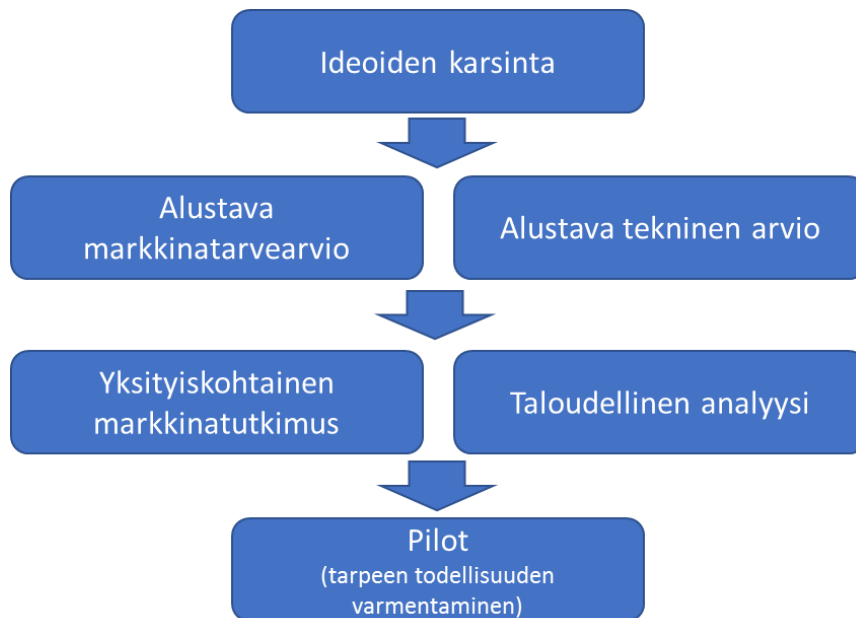 Ideoiden karsinta
Alustava
markkinatarvearvio
Alustava tekninen arvio
Yksityiskohtainen
markkinatutkimus
Taloudellinen analyysi
Pilot
(tarpeen todellisuuden
varmentaminen)